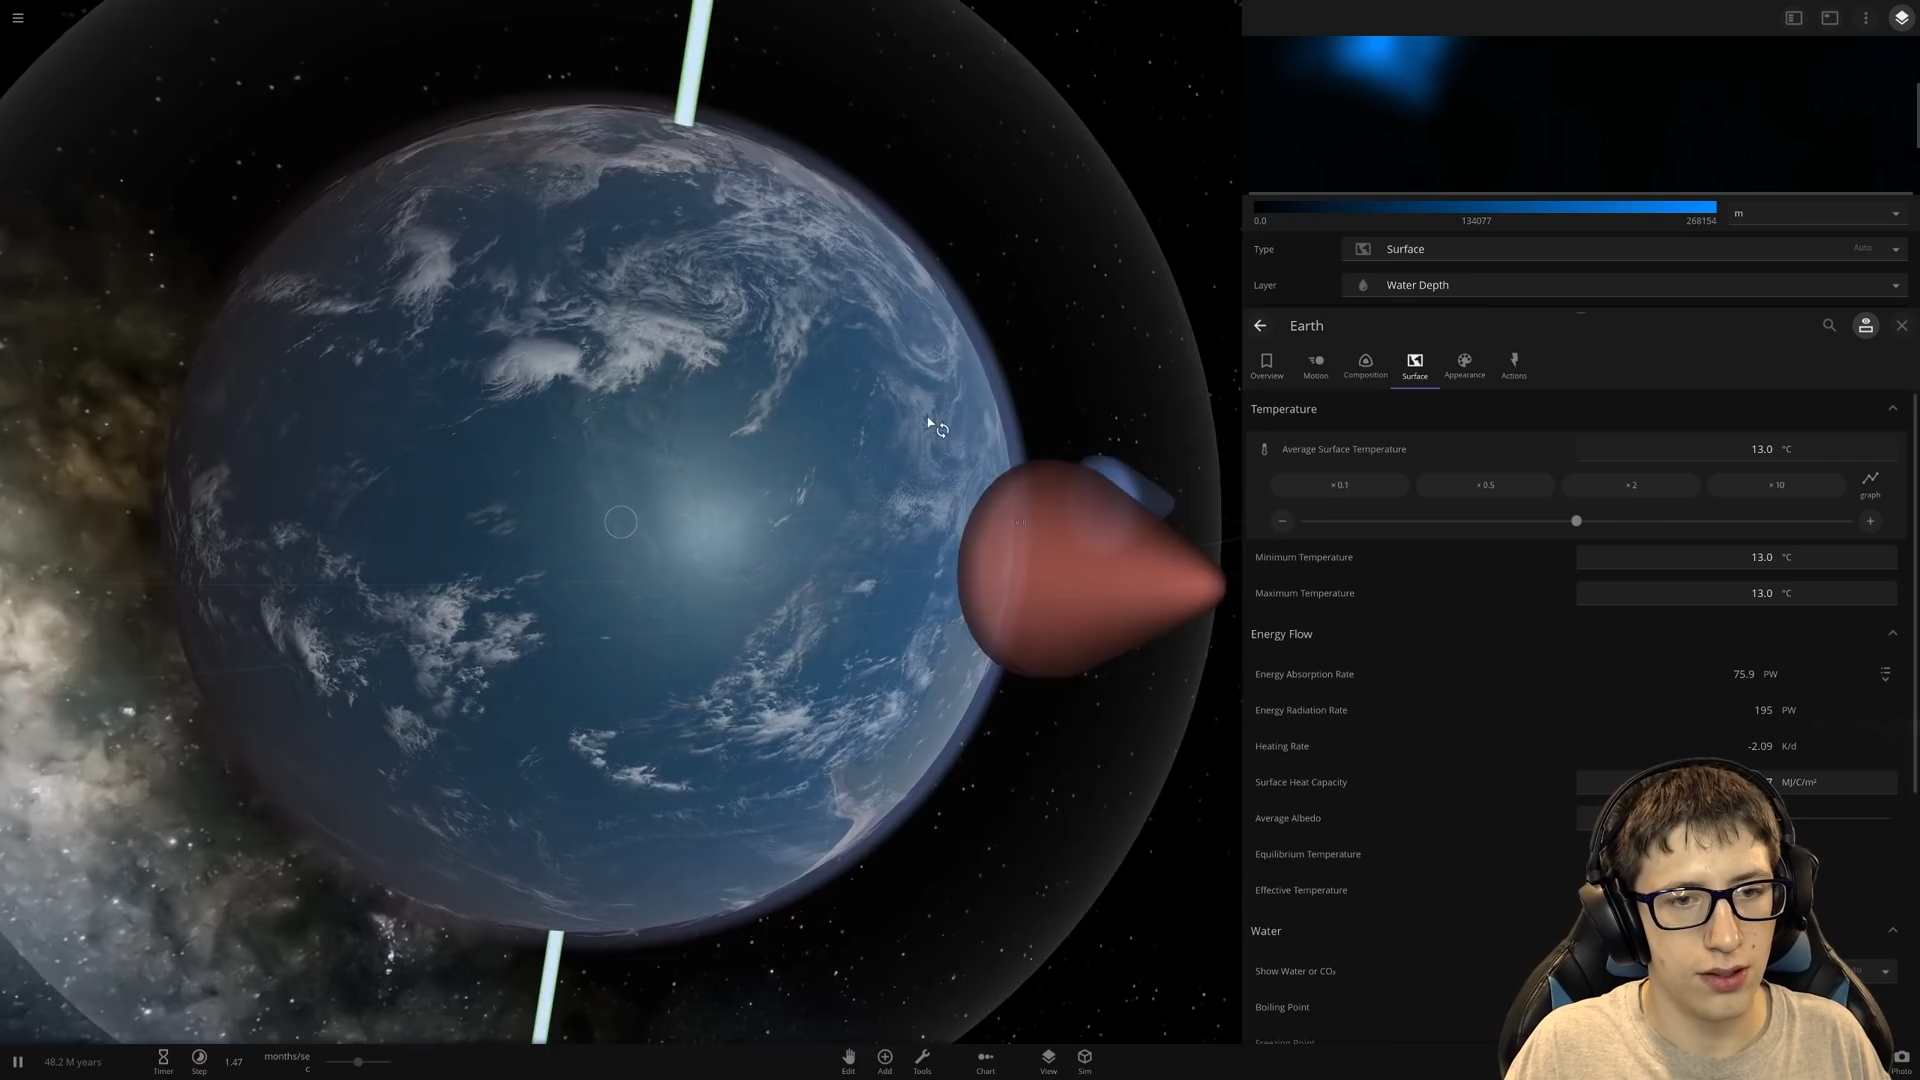 0.0 134077 268154 m
Type Surface Auto
Layer Water Depth
Earth
Overview Motion Composition Surface Appearance Actions
Temperature
Average Surface Temperature 13.0 °C
× 0.1 × 0.5 × 2 × 10 graph
Minimum Temperature 13.0 °C
Maximum Temperature 13.0 °C
Energy Flow
Energy Absorption Rate 75.9 PW
Energy Radiation Rate 195 PW
Heating Rate -2.09 K/d
Surface Heat Capacity 7 MJ/C/m²
Average Albedo
Equilibrium Temperature
Effective Temperature
Water
Show Water or CO₂
Boiling Point
Freezing Point
48.2 M years Timer Step 1.47 months/se
c
Edit Add Tools Chart View Sim Photo